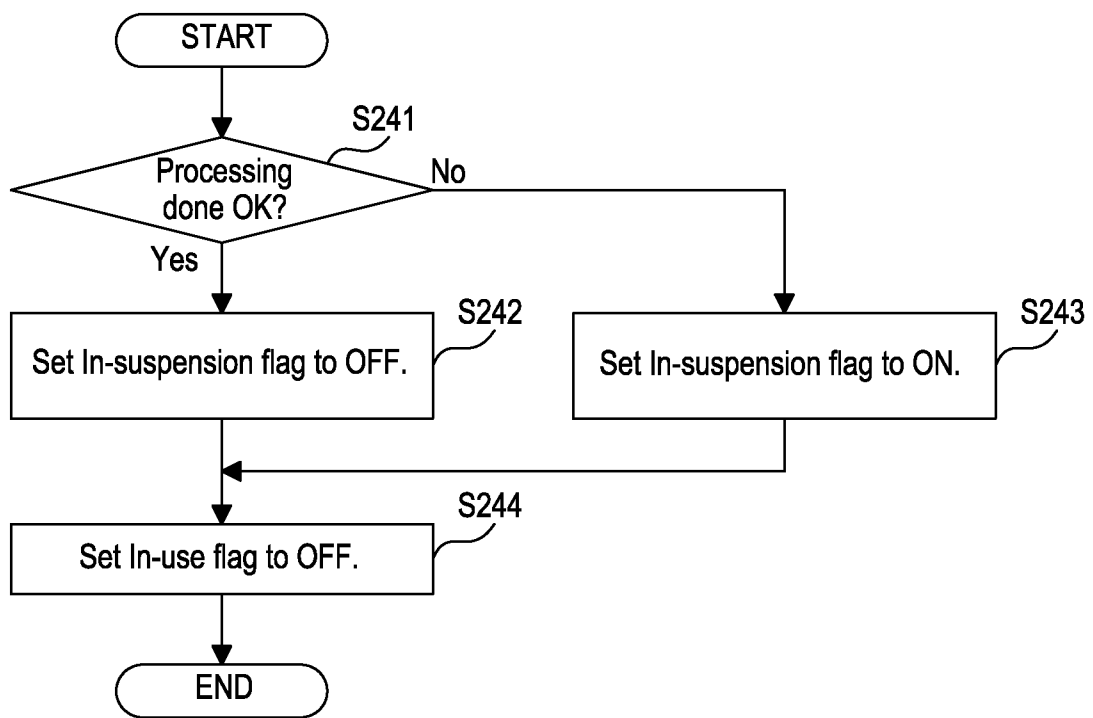 START
S241
Processing
done OK?
No
Yes
S242
Set In-suspension flag to OFF.
S243
Set In-suspension flag to ON.
S244
Set In-use flag to OFF.
END